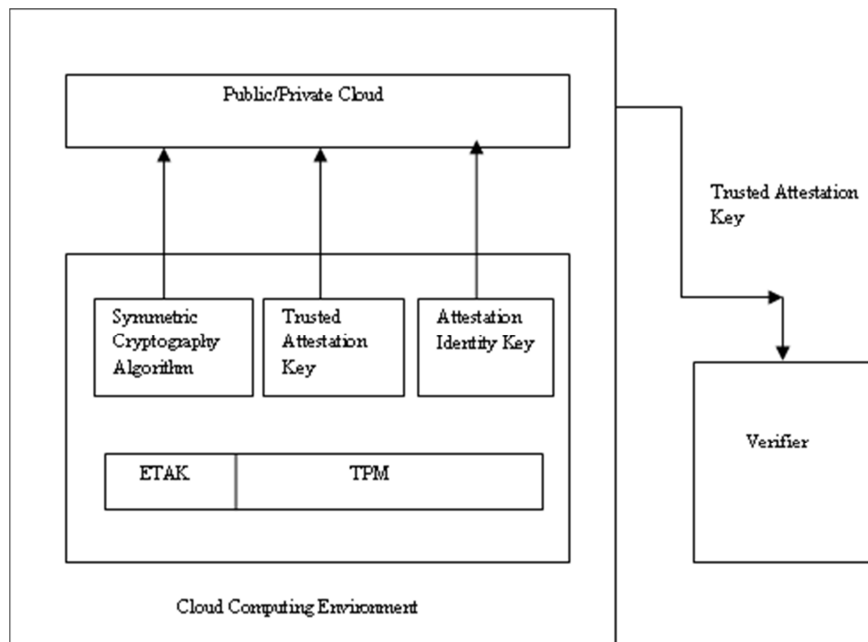 Public/Private Cloud
Trusted Attestation
Key
Symmetric
Cryptography
Algorithm
Trusted
Attestation
Key
Attestation
Identity Key
Verifier
ETAK
TPM
Cloud Computing Environment